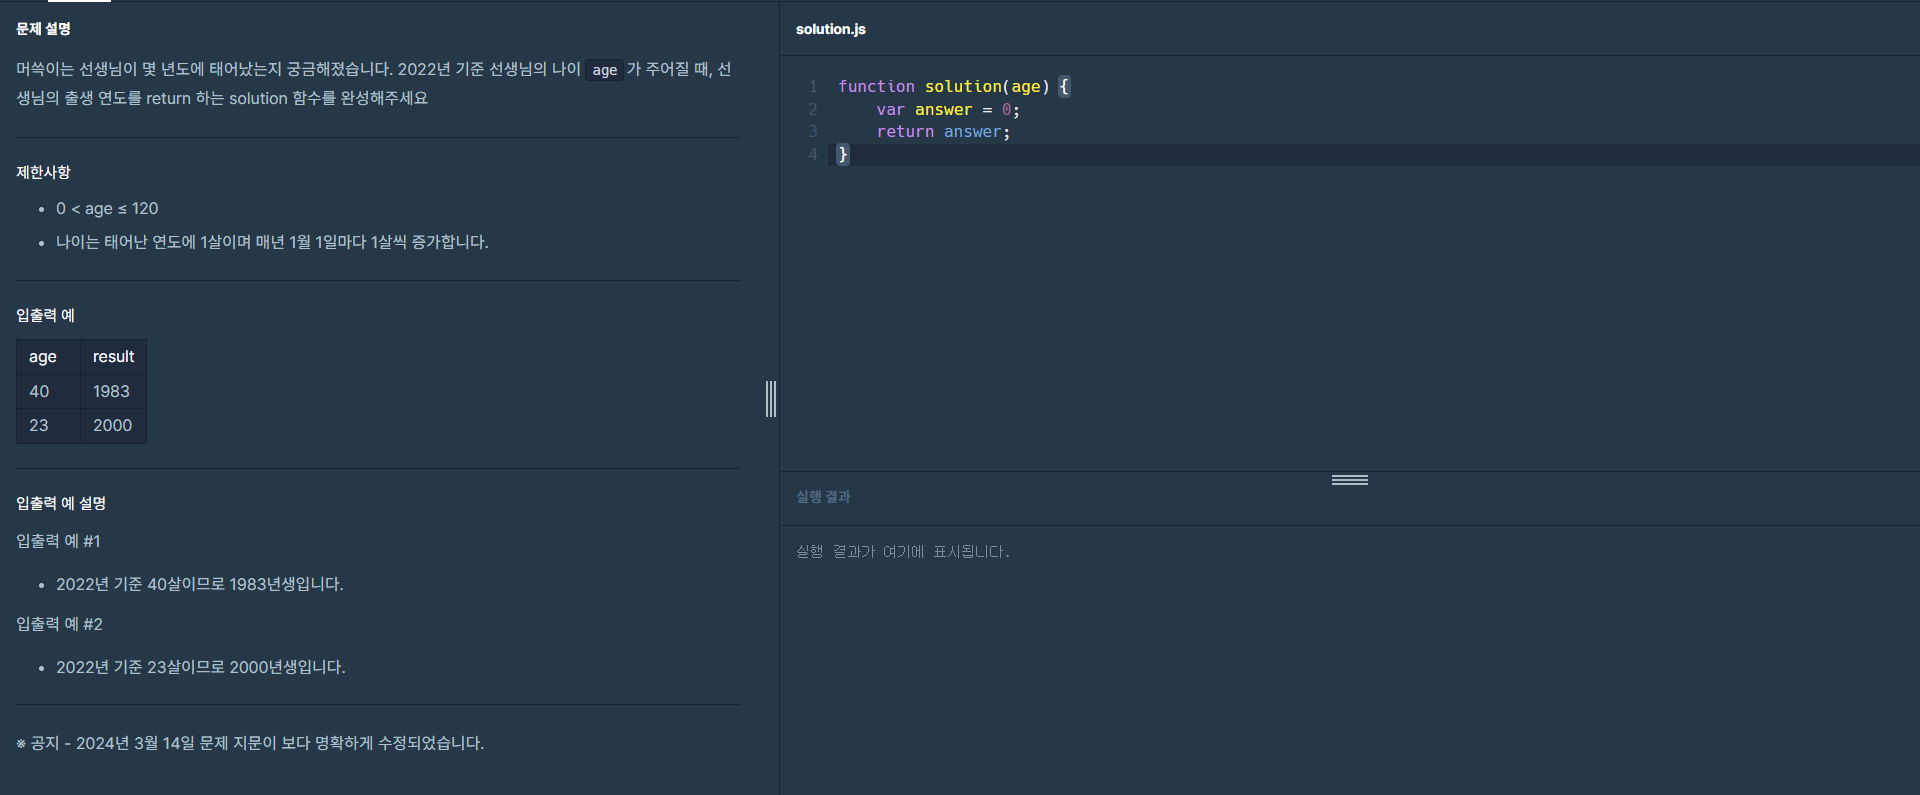 문제 설명
머쓱이는 선생님이 몇 년도에 태어났는지 궁금해졌습니다. 2022년 기준 선생님의 나이 age 가 주어질 때, 선
생님의 출생 연도를 return 하는 solution 함수를 완성해주세요
제한사항
• 0 < age ≤ 120
• 나이는 태어난 연도에 1살이며 매년 1월 1일마다 1살씩 증가합니다.
입출력 예
age result
40 1983
23 2000
입출력 예 설명
입출력 예 #1
• 2022년 기준 40살이므로 1983년생입니다.
입출력 예 #2
• 2022년 기준 23살이므로 2000년생입니다.
※ 공지 - 2024년 3월 14일 문제 지문이 보다 명확하게 수정되었습니다.
solution.js
1 function solution(age) {
2     var answer = 0;
3     return answer;
4 }
실행 결과
실행 결과가 여기에 표시됩니다.